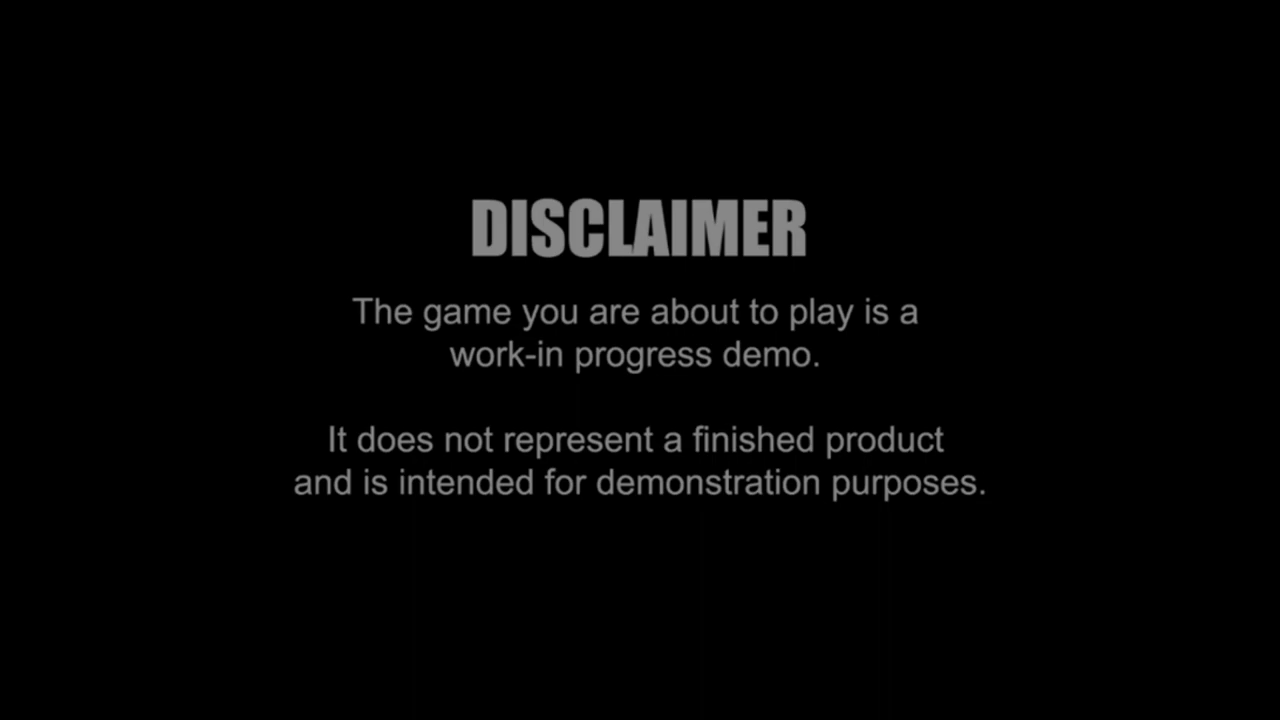 DISCLAIMER
The game you are about to play is a
work-in progress demo.
It does not represent a finished product
and is intended for demonstration purposes.